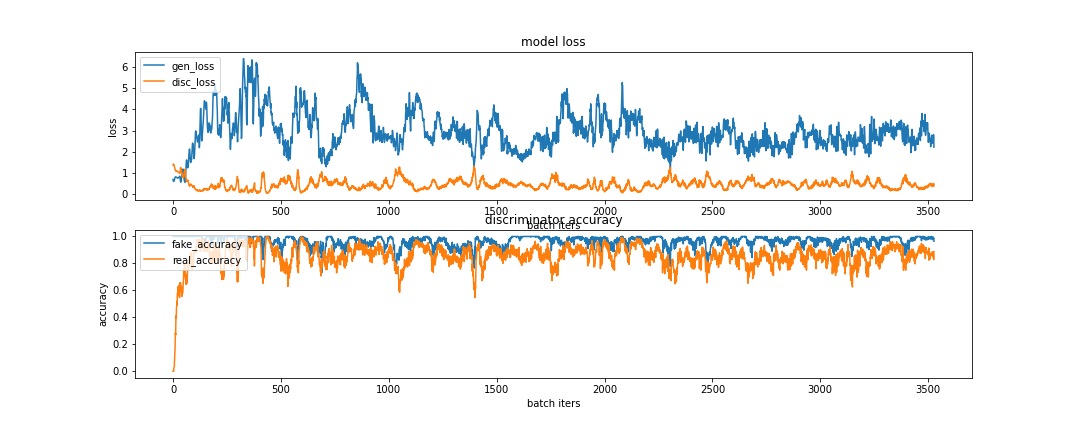 model loss
gen_loss
disc_loss
6
5
4
3
2
1
0
loss
0 500 1000 1500 2000 2500 3000 3500
batch iters
discriminator accuracy
fake_accuracy
real_accuracy
1.0
0.8
0.6
0.4
0.2
0.0
accuracy
0 500 1000 1500 2000 2500 3000 3500
batch iters